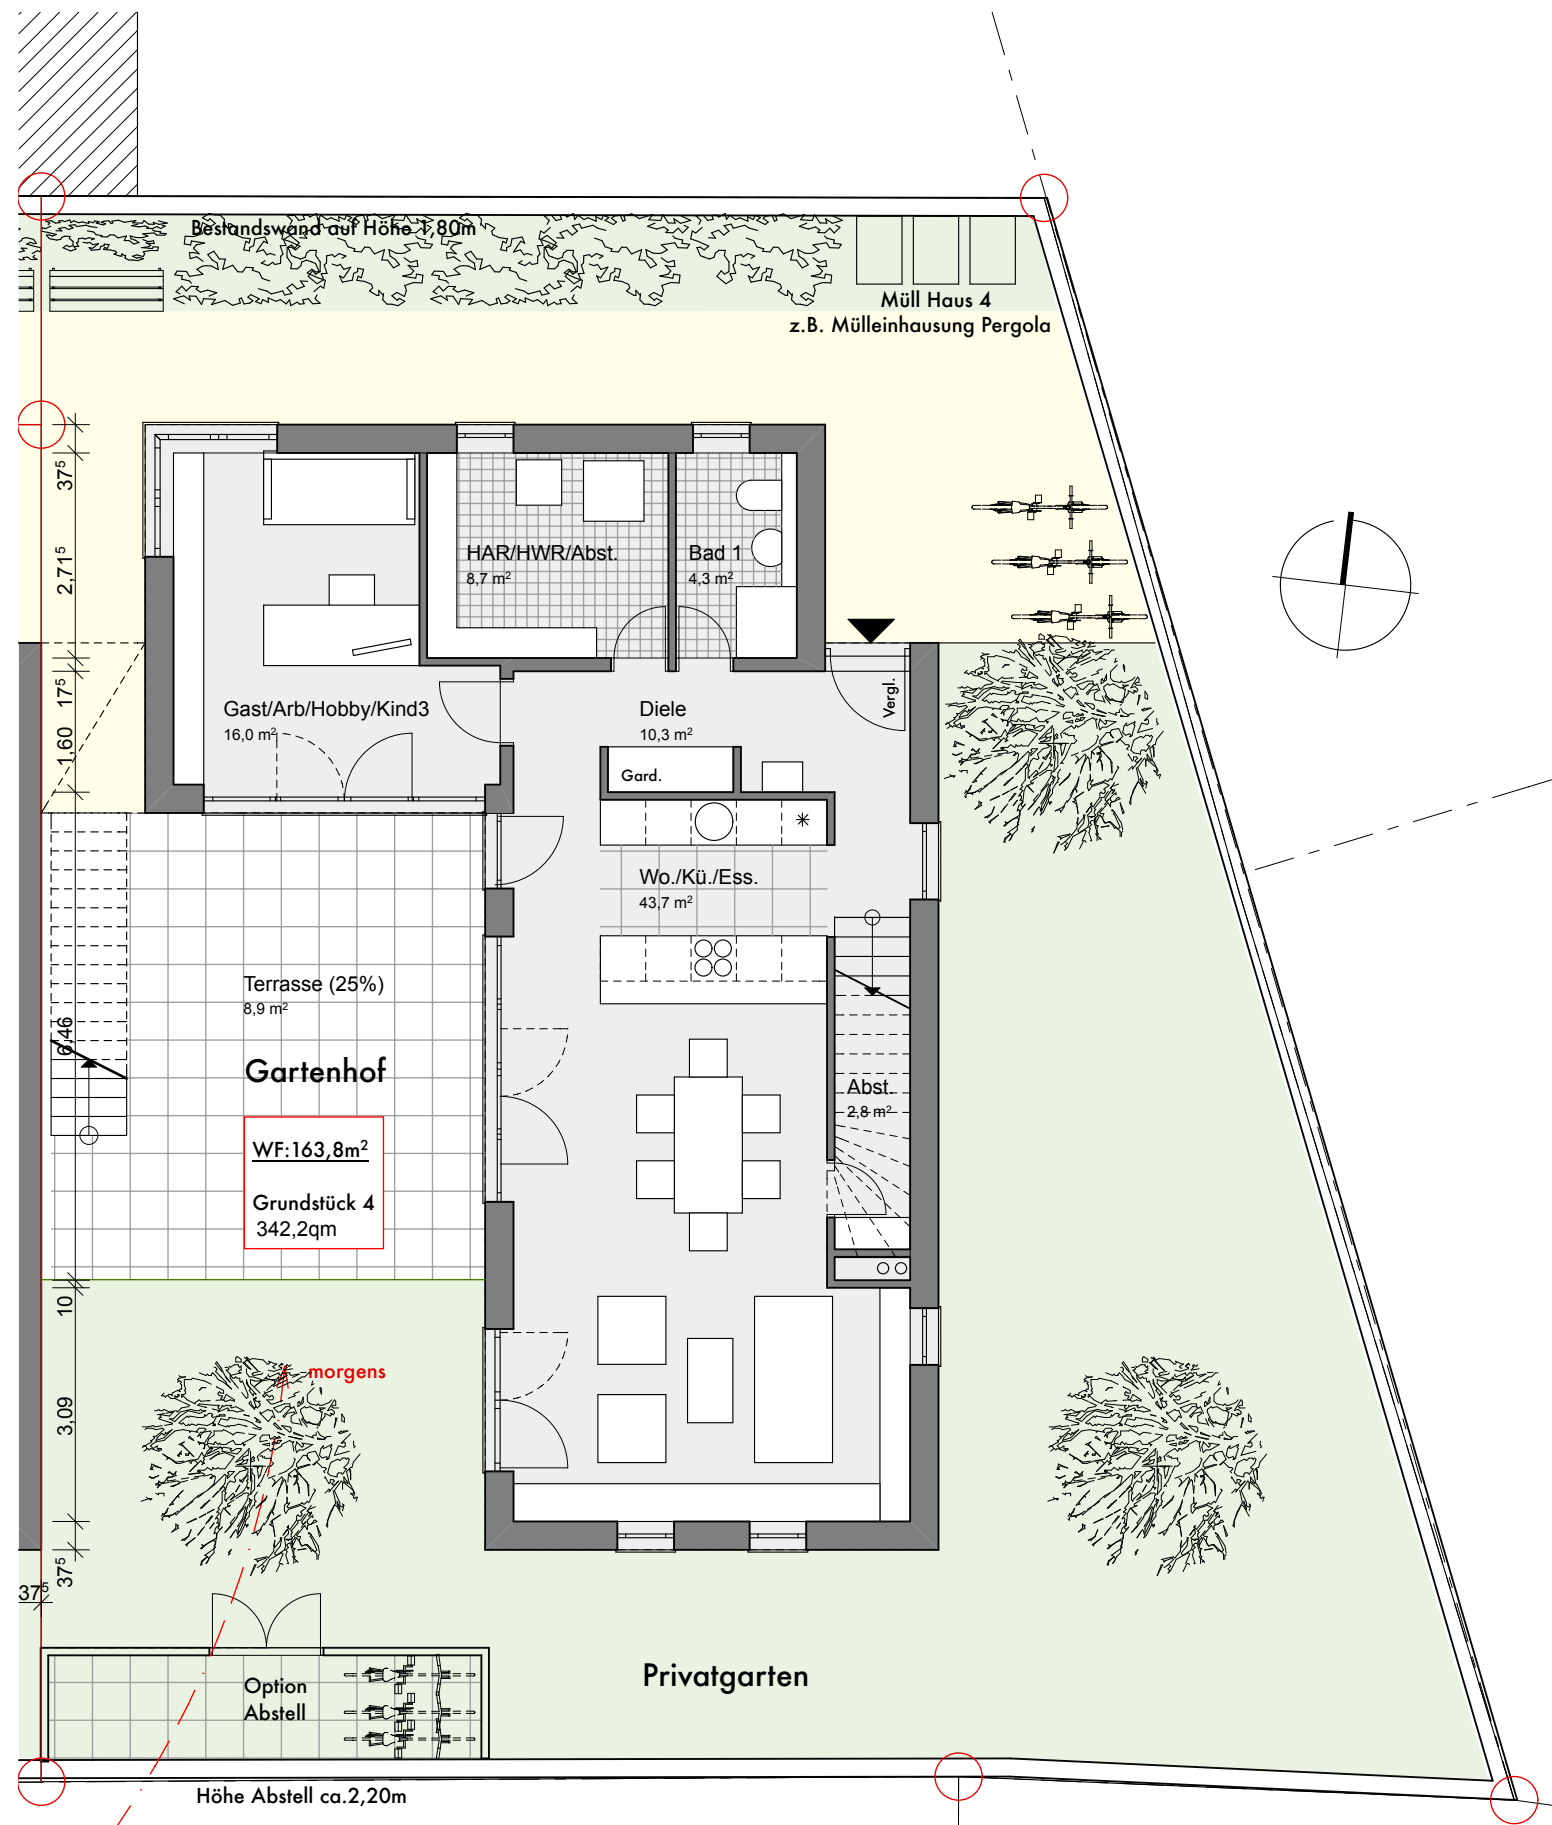 Bestandswand auf Höhe 1,80m
Müll Haus 4
z.B. Mülleinhausung Pergola
37⁵
2,71⁵
17⁵
1,60
6,46
10
3,09
37⁵
37⁵
HAR/HWR/Abst.
8,7 m²
Bad 1
4,3 m²
Gast/Arb/Hobby/Kind3
16,0 m²
Diele
10,3 m²
Vergl.
Gard.
Wo./Kü./Ess.
43,7 m²
Terrasse (25%)
8,9 m²
Gartenhof
Abst.
2,8 m²
WF:163,8m²
Grundstück 4
342,2qm
morgens
Privatgarten
Option
Abstell
Höhe Abstell ca.2,20m